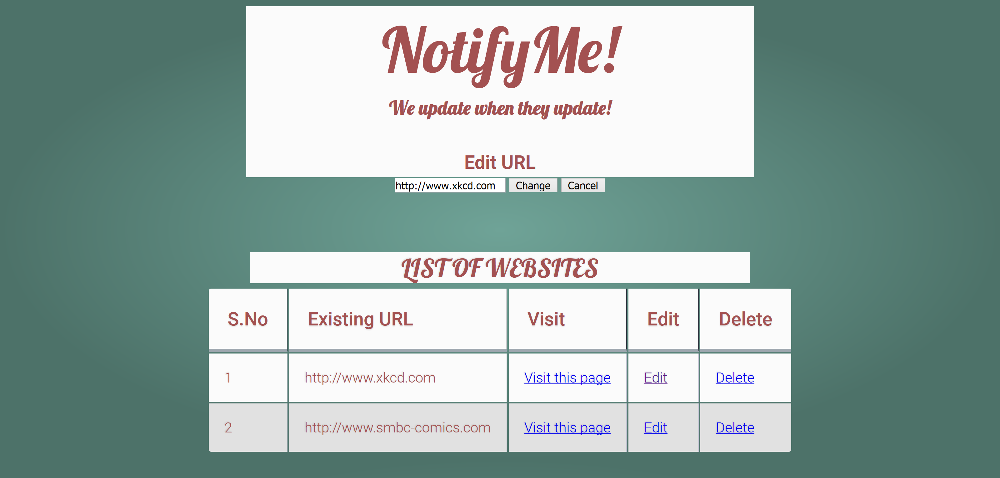 NotifyMe!
We update when they update!
Edit URL
http://www.xkcd.com Change Cancel
LIST OF WEBSITES
S.No Existing URL Visit Edit Delete
1 http://www.xkcd.com Visit this page Edit Delete
2 http://www.smbc-comics.com Visit this page Edit Delete